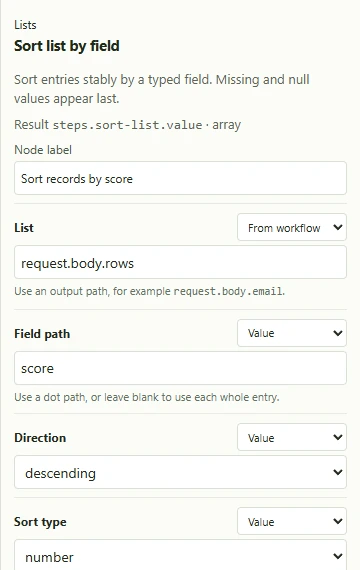 Lists
Sort list by field
Sort entries stably by a typed field. Missing and null
values appear last.
Result steps.sort-list.value · array
Node label
Sort records by score
List
From workflow
request.body.rows
Use an output path, for example request.body.email.
Field path
Value
score
Use a dot path, or leave blank to use each whole entry.
Direction
Value
descending
Sort type
Value
number